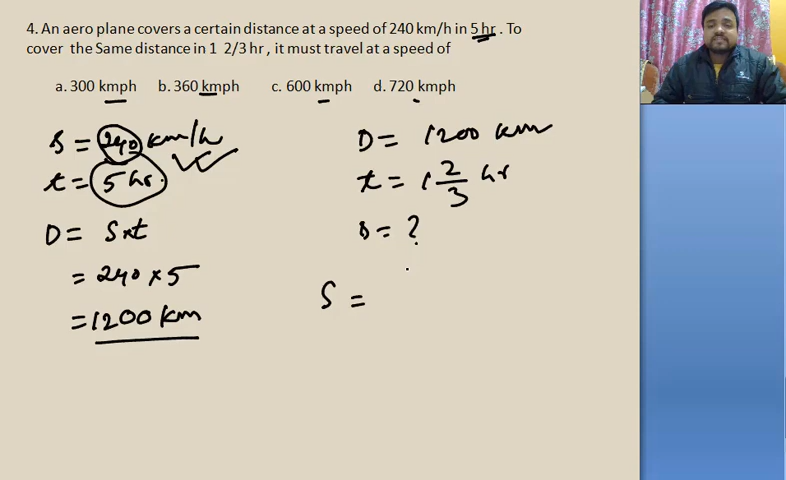 4. An aero plane covers a certain distance at a speed of 240 km/h in 5 hr . To
cover the Same distance in 1 2/3 hr , it must travel at a speed of
a. 300 kmph b. 360 kmph c. 600 kmph d. 720 kmph
S = 240 km/h
t = 5 hr.
D = S×t
= 240 × 5
= 1200 km
D = 1200 km
t = 1 2/3 hr
s = ?
S =